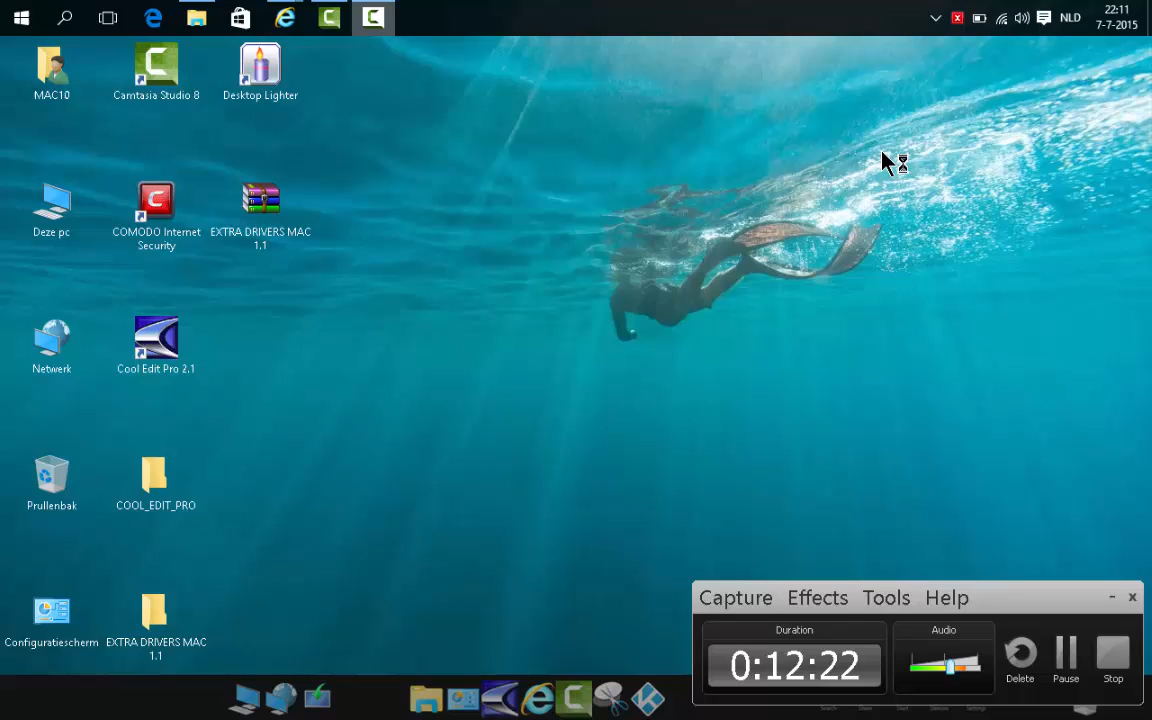 NLD
22:11
7-7-2015
MAC10
Camtasia Studio 8
Desktop Lighter
Deze pc
COMODO Internet
Security
EXTRA DRIVERS MAC
1.1
Netwerk
Cool Edit Pro 2.1
Prullenbak
COOL_EDIT_PRO
Configuratiescherm
EXTRA DRIVERS MAC
1.1
Capture Effects Tools Help
Duration
Audio
0:12:22
Delete
Pause
Stop